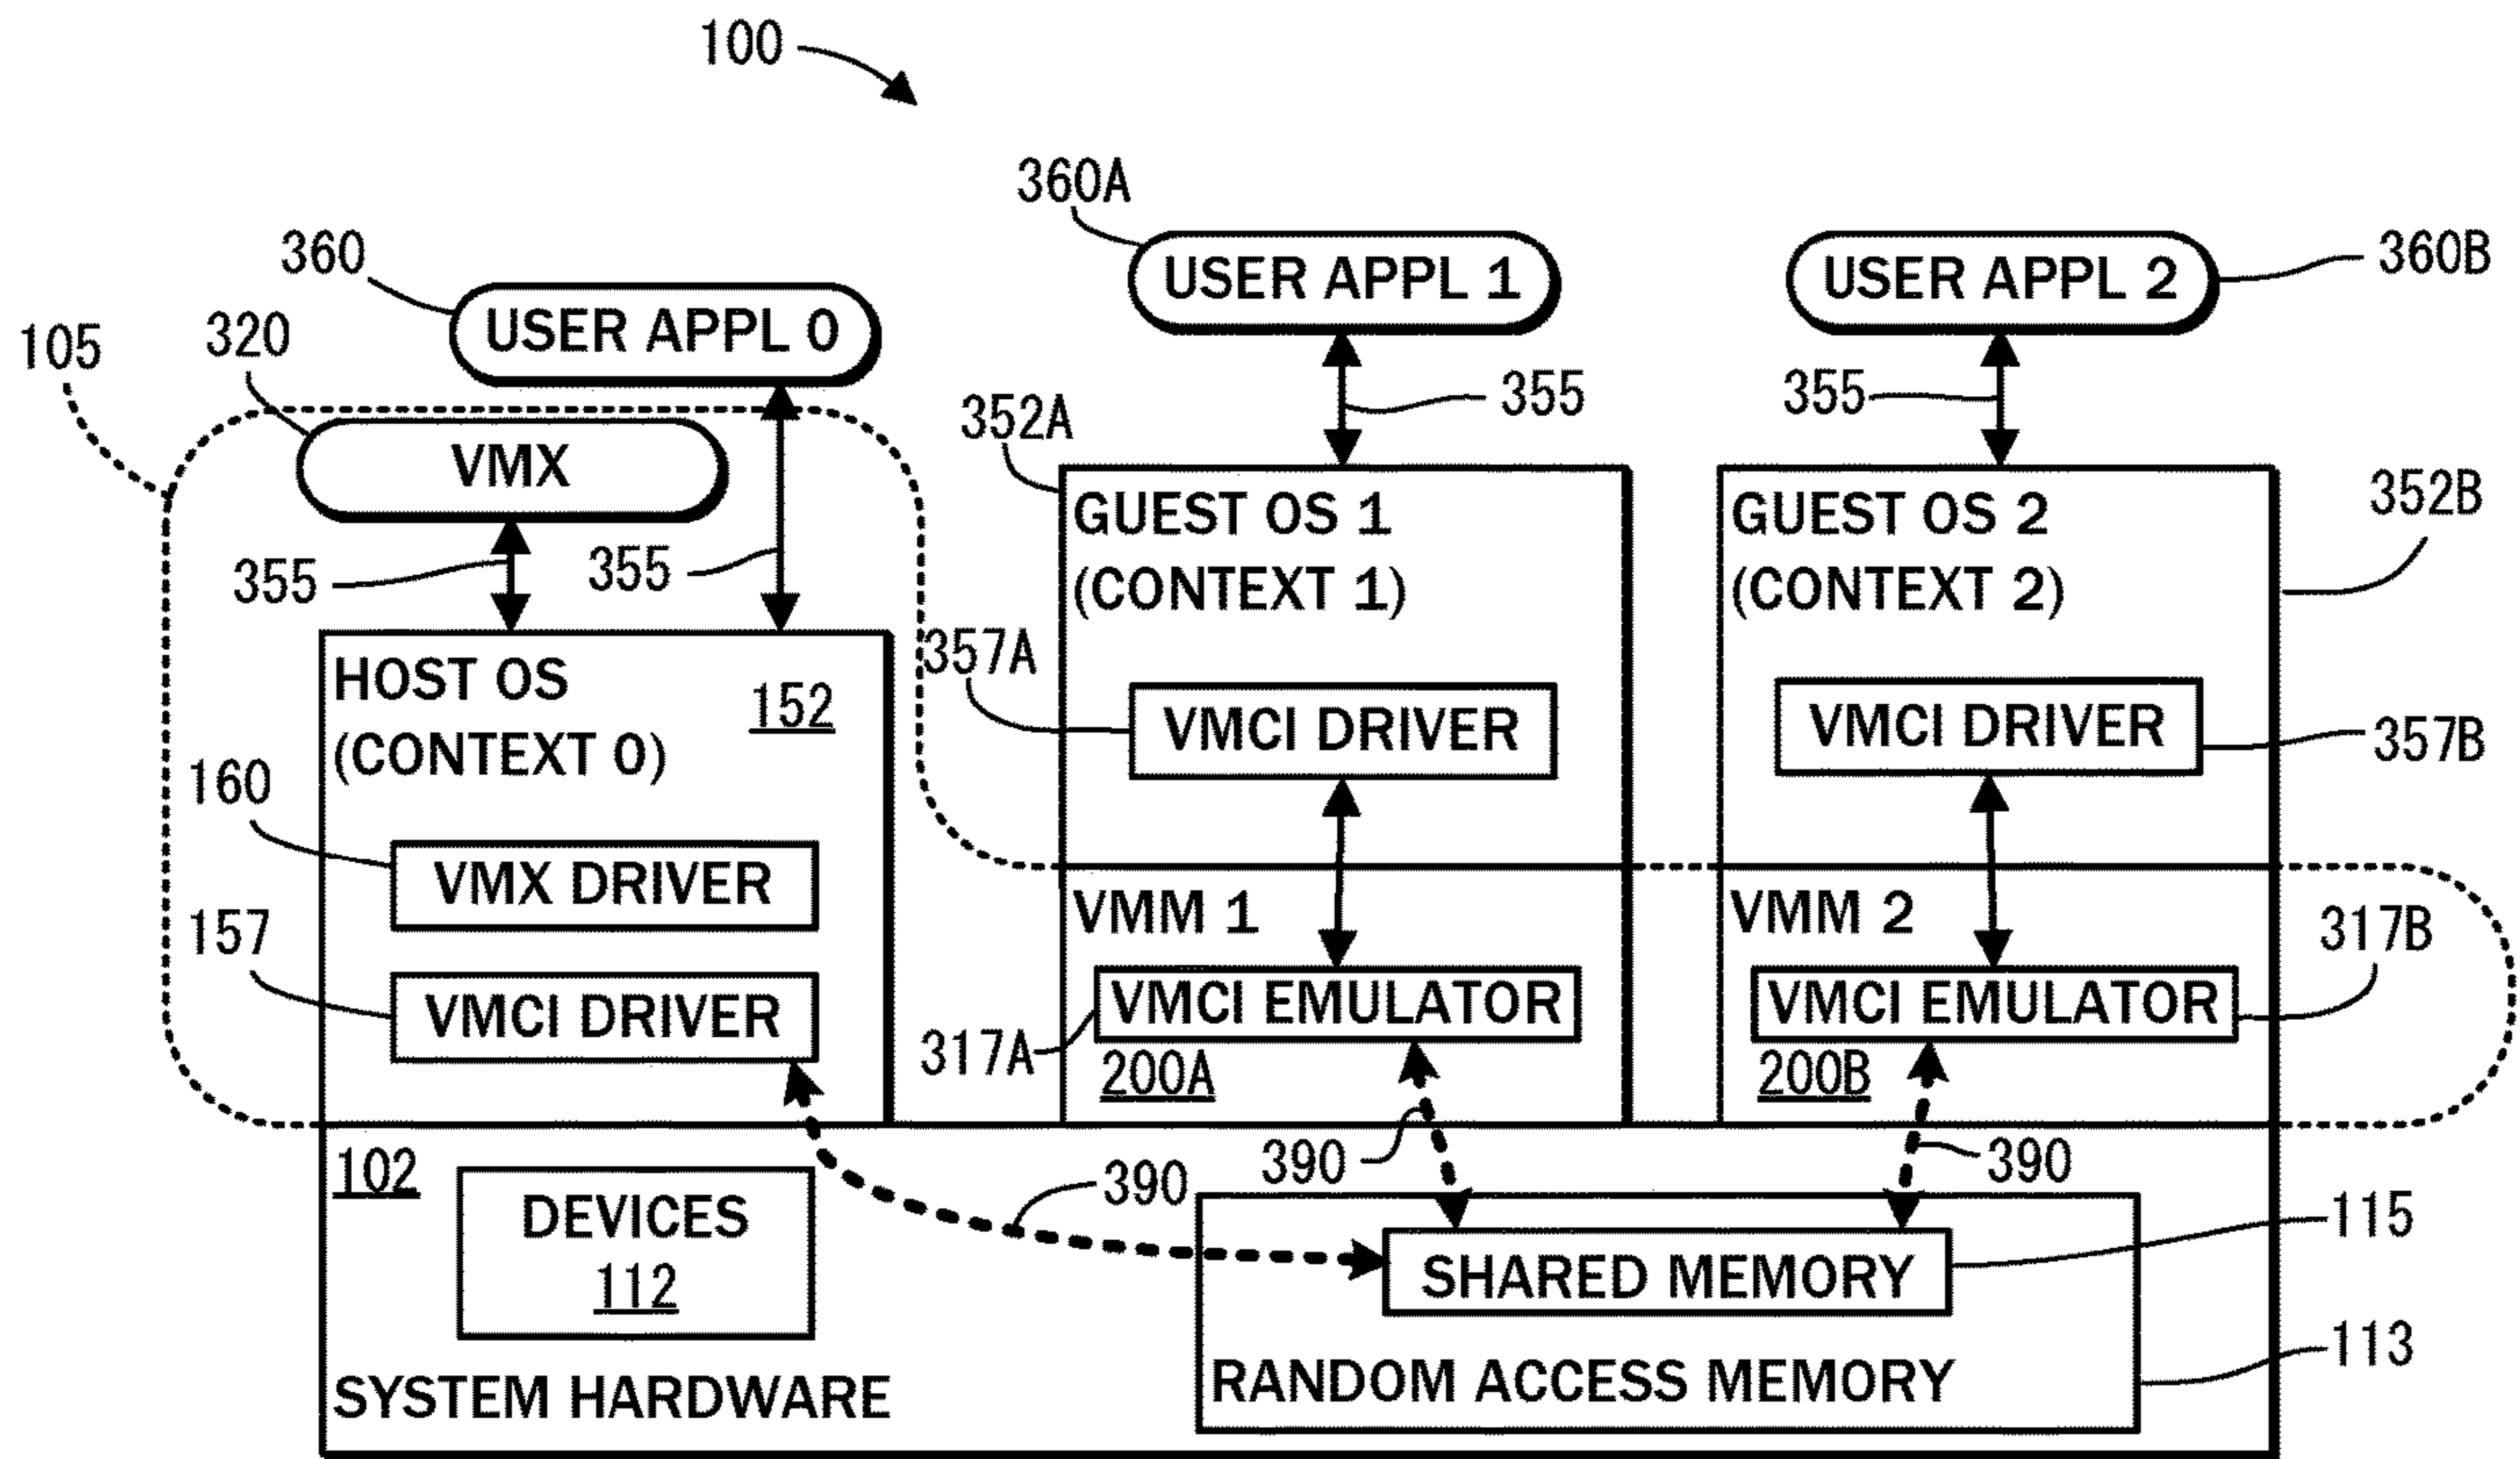 100
360A
USER APPL 1
USER APPL 2
360B
360
USER APPL 0
105
320
VMX
355
355
352A
355
355
GUEST OS 1
(CONTEXT 1)
GUEST OS 2
(CONTEXT 2)
352B
HOST OS
(CONTEXT 0)
152
357A
VMCI DRIVER
VMCI DRIVER
357B
160
VMX DRIVER
157
VMCI DRIVER
VMM 1
VMCI EMULATOR
317A
200A
VMM 2
VMCI EMULATOR
317B
200B
102
DEVICES
112
SYSTEM HARDWARE
390
390
390
SHARED MEMORY
115
RANDOM ACCESS MEMORY
113